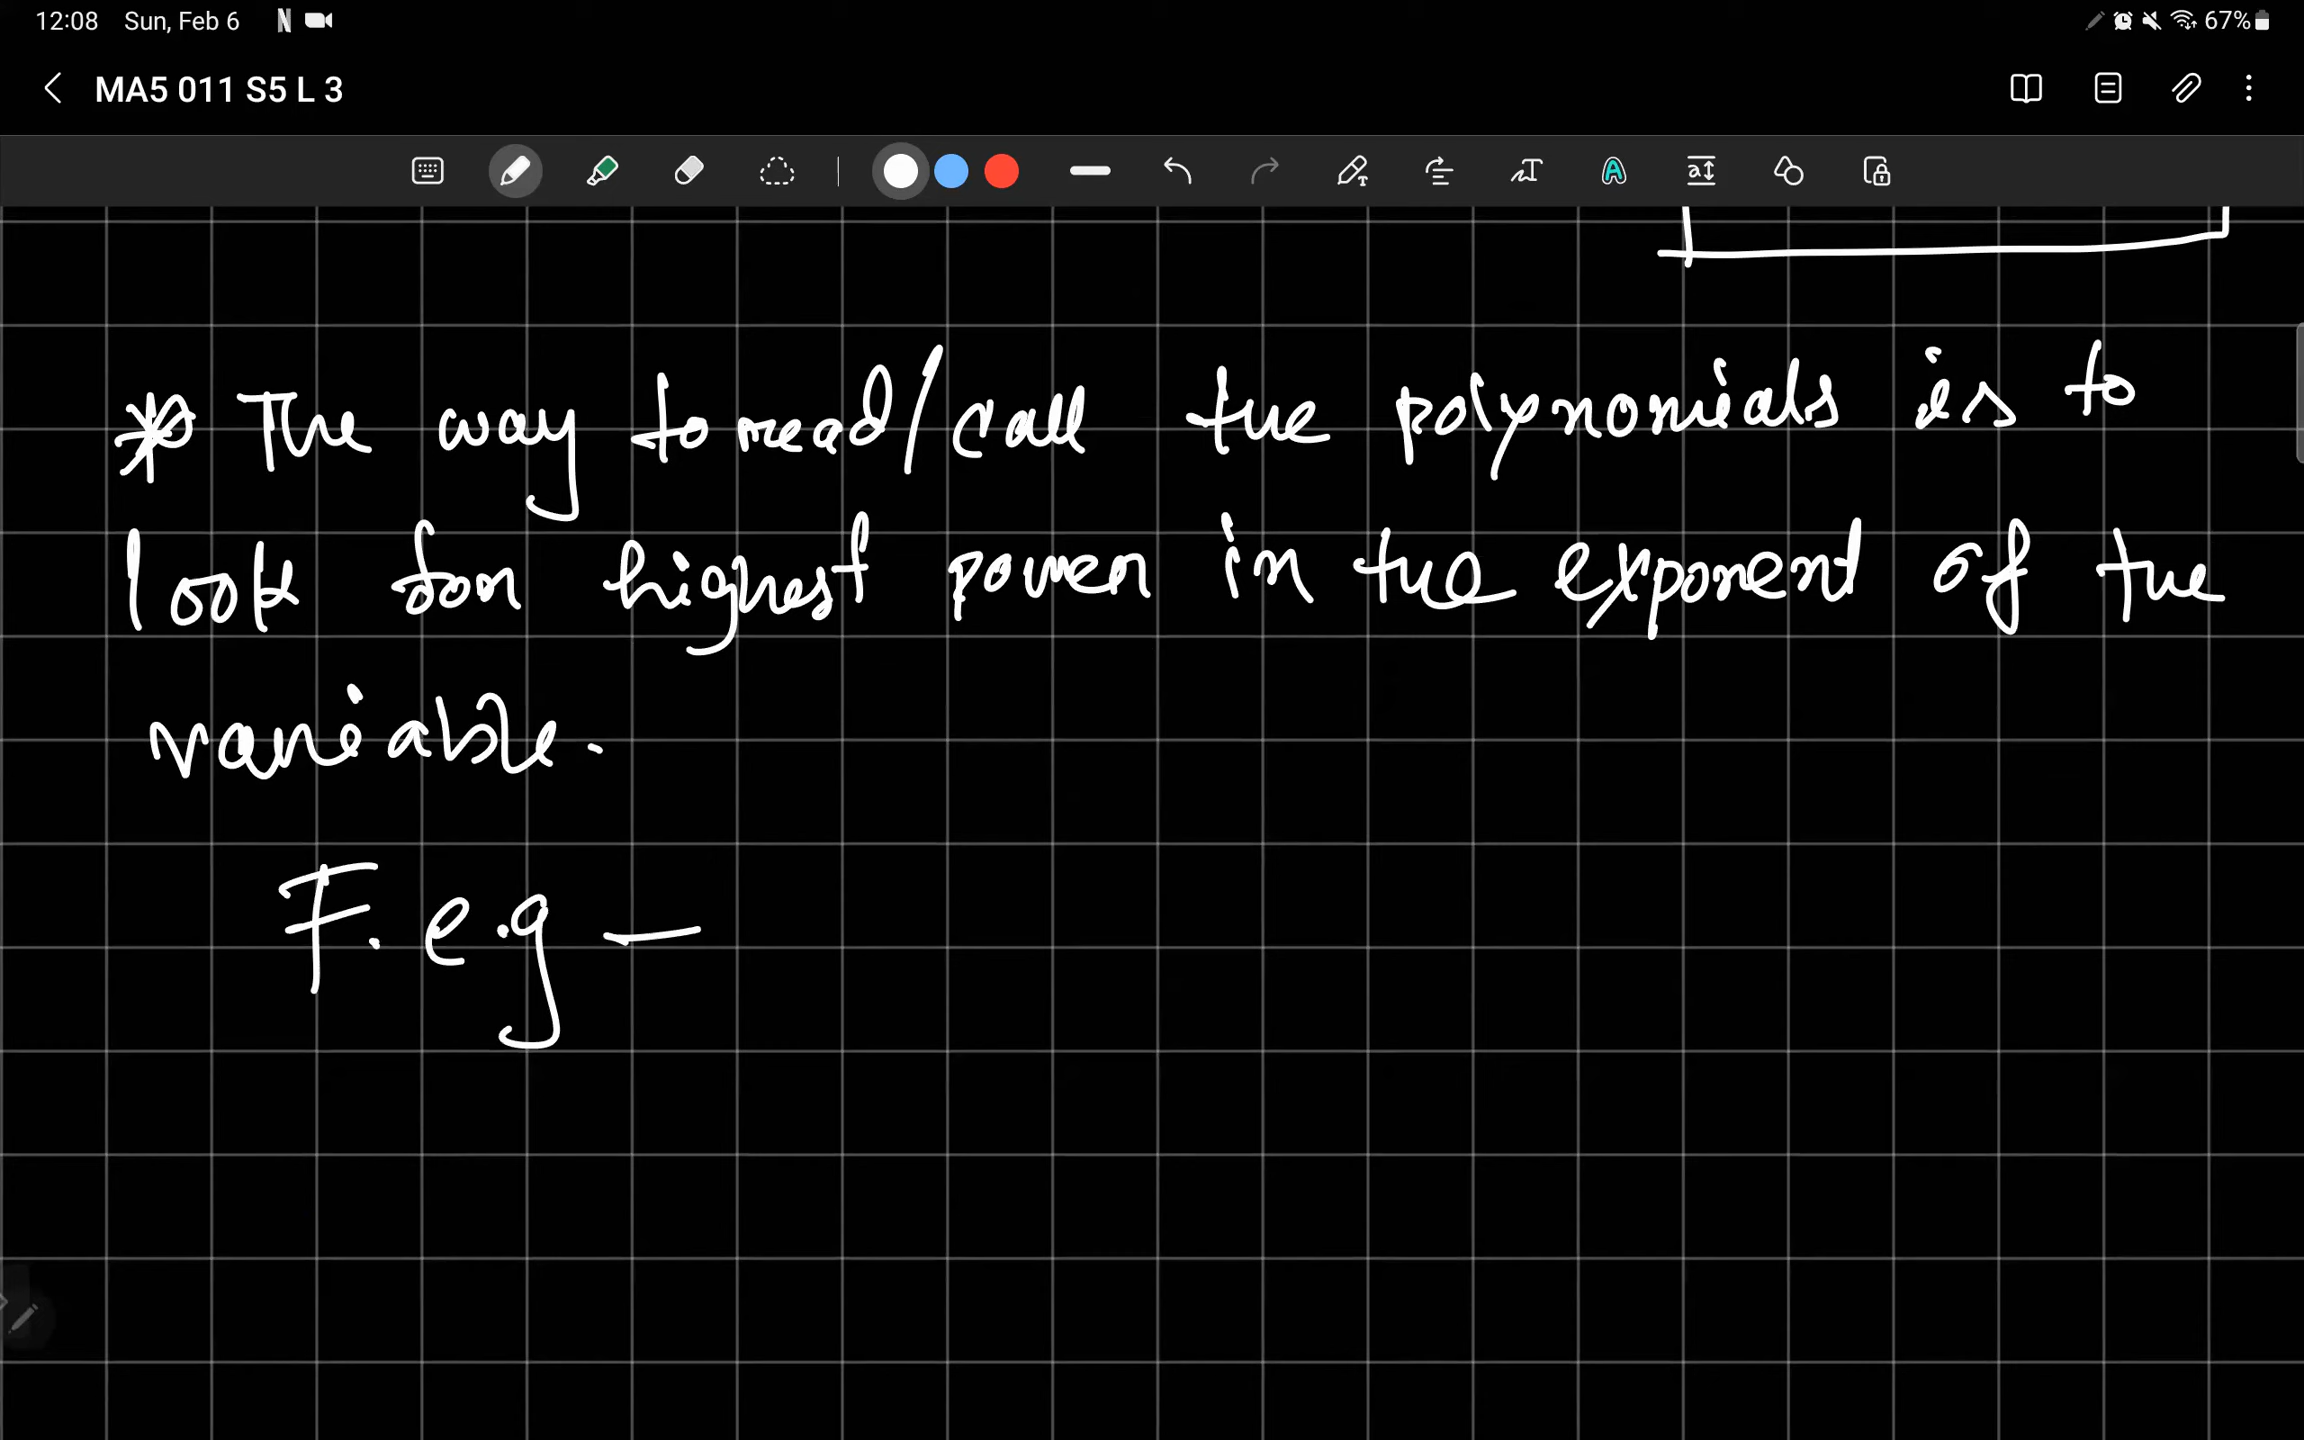 12:08 Sun, Feb 6 67%
MA5 011 S5 L 3
* The way to read/call the polynomials is to
look for highest power in the exponent of the
variable.
F. e.g —